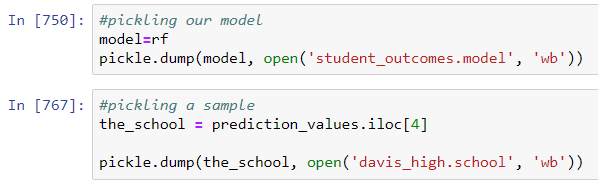 In [750]: #pickling our model
model=rf
pickle.dump(model, open('student_outcomes.model', 'wb'))
In [767]: #pickling a sample
the_school = prediction_values.iloc[4]
pickle.dump(the_school, open('davis_high.school', 'wb'))